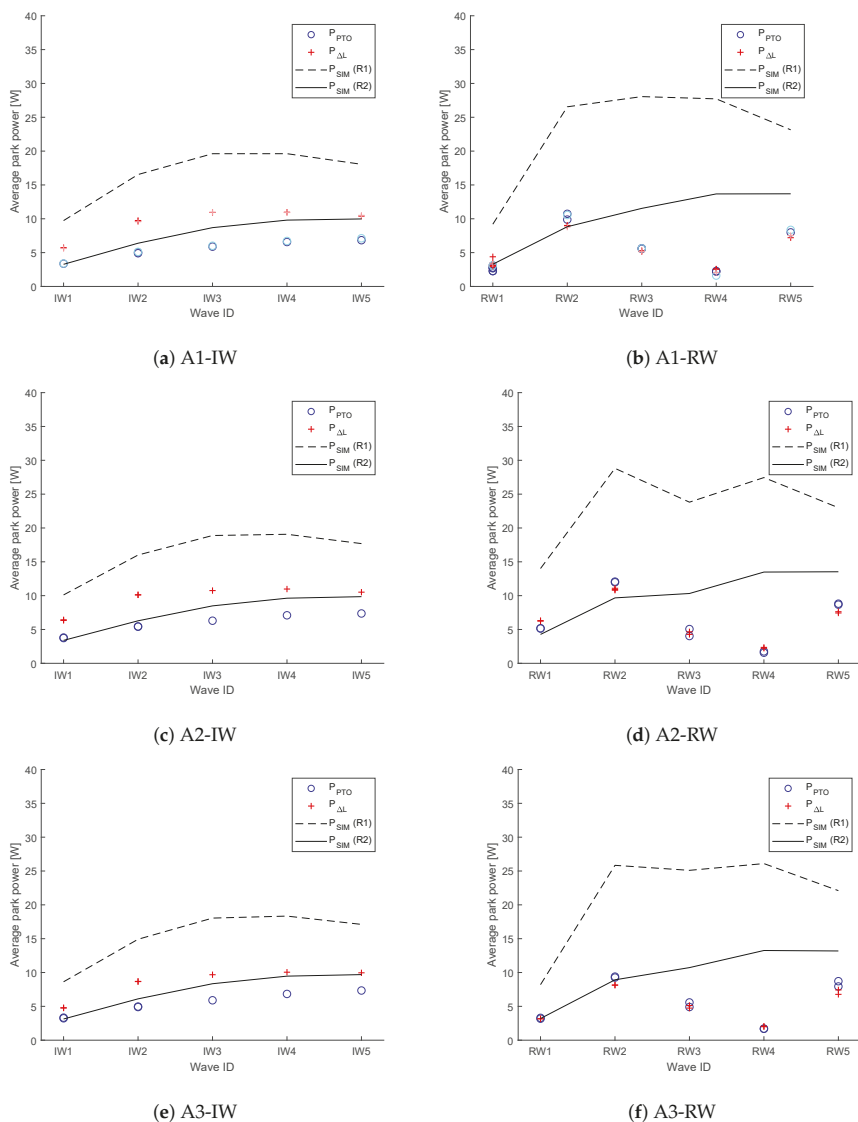 40
35
30
25
20
15
10
5
0
Average park power [W]
IW1 IW2 IW3 IW4 IW5
Wave ID
P_PTO
P_ΔL
P_SIM (R1)
P_SIM (R2)
(a) A1-IW
40
35
30
25
20
15
10
5
0
Average park power [W]
RW1 RW2 RW3 RW4 RW5
Wave ID
P_PTO
P_ΔL
P_SIM (R1)
P_SIM (R2)
(b) A1-RW
40
35
30
25
20
15
10
5
0
Average park power [W]
IW1 IW2 IW3 IW4 IW5
Wave ID
P_PTO
P_ΔL
P_SIM (R1)
P_SIM (R2)
(c) A2-IW
40
35
30
25
20
15
10
5
0
Average park power [W]
RW1 RW2 RW3 RW4 RW5
Wave ID
P_PTO
P_ΔL
P_SIM (R1)
P_SIM (R2)
(d) A2-RW
40
35
30
25
20
15
10
5
0
Average park power [W]
IW1 IW2 IW3 IW4 IW5
Wave ID
P_PTO
P_ΔL
P_SIM (R1)
P_SIM (R2)
(e) A3-IW
40
35
30
25
20
15
10
5
0
Average park power [W]
RW1 RW2 RW3 RW4 RW5
Wave ID
P_PTO
P_ΔL
P_SIM (R1)
P_SIM (R2)
(f) A3-RW